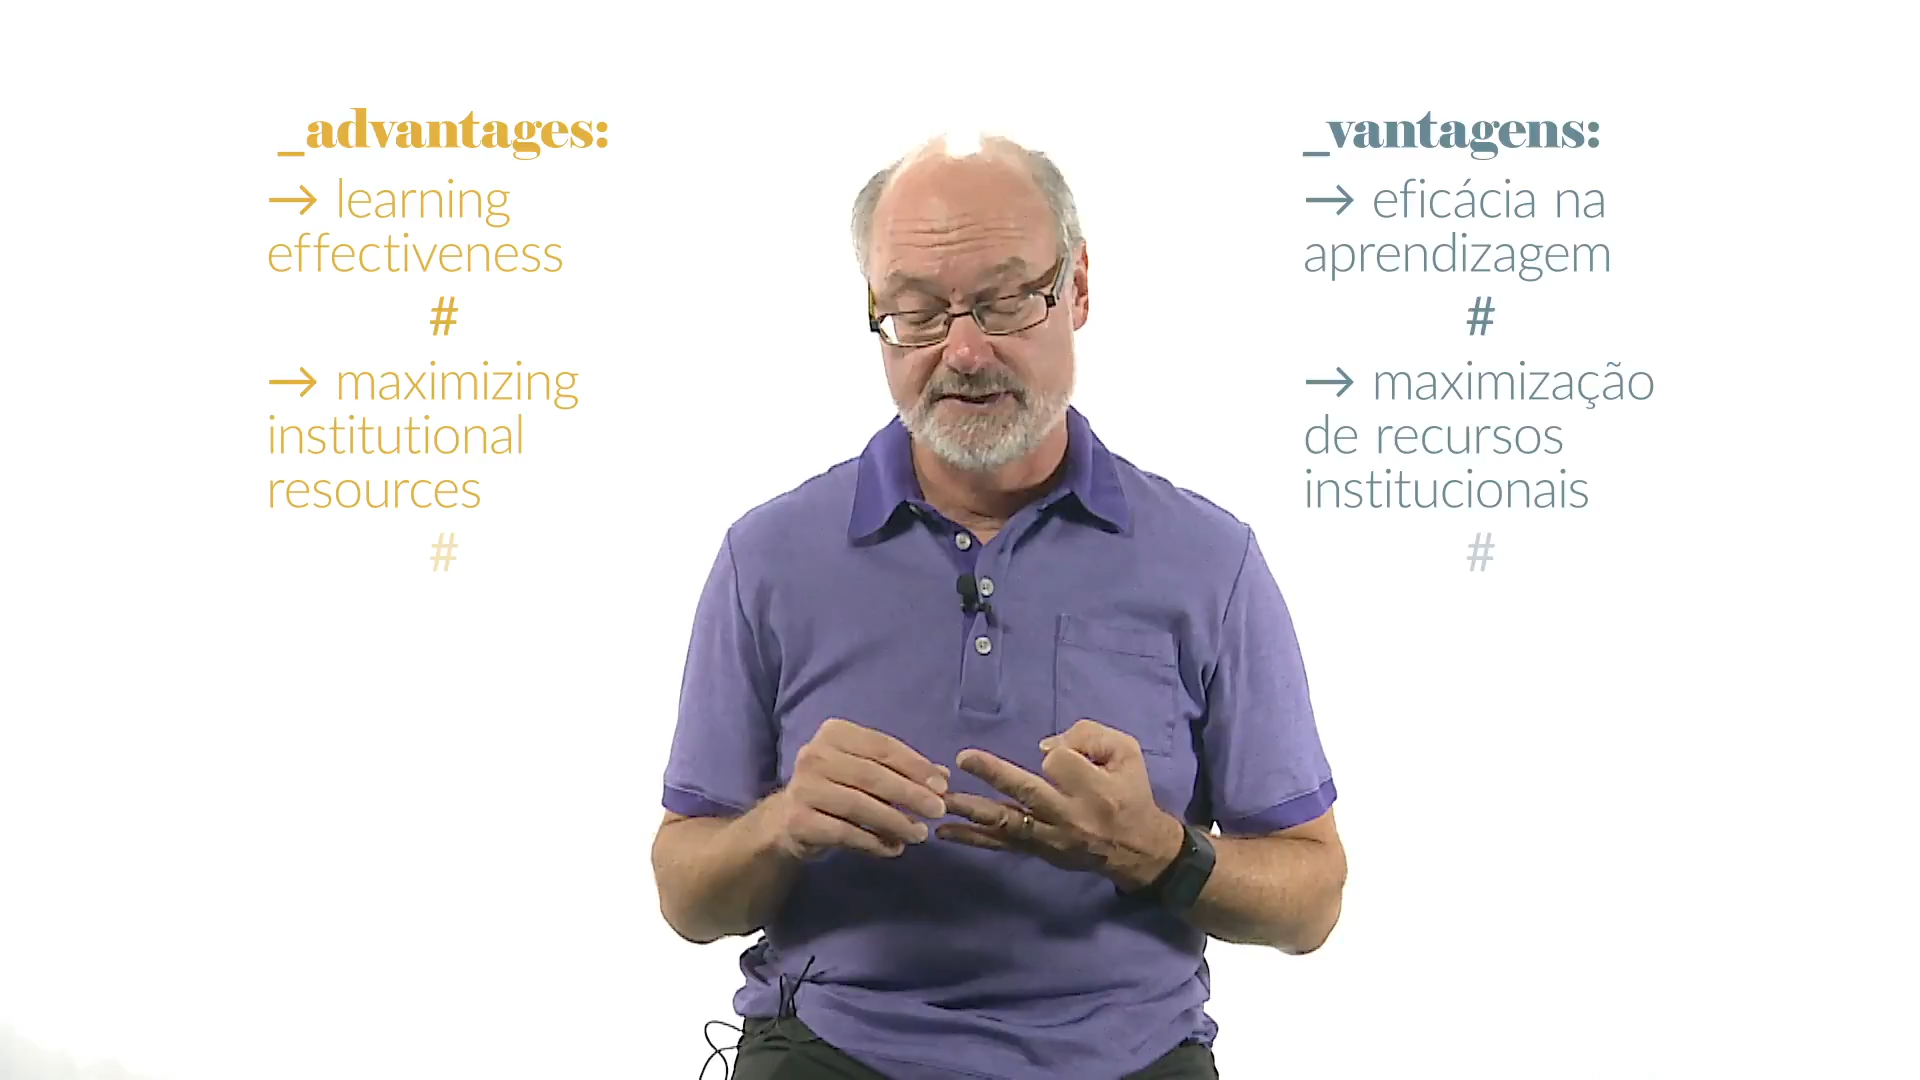 _advantages:
→ learning
effectiveness
#
→ maximizing
institutional
resources
#
_vantagens:
→ eficácia na
aprendizagem
#
→ maximização
de recursos
institucionais
#